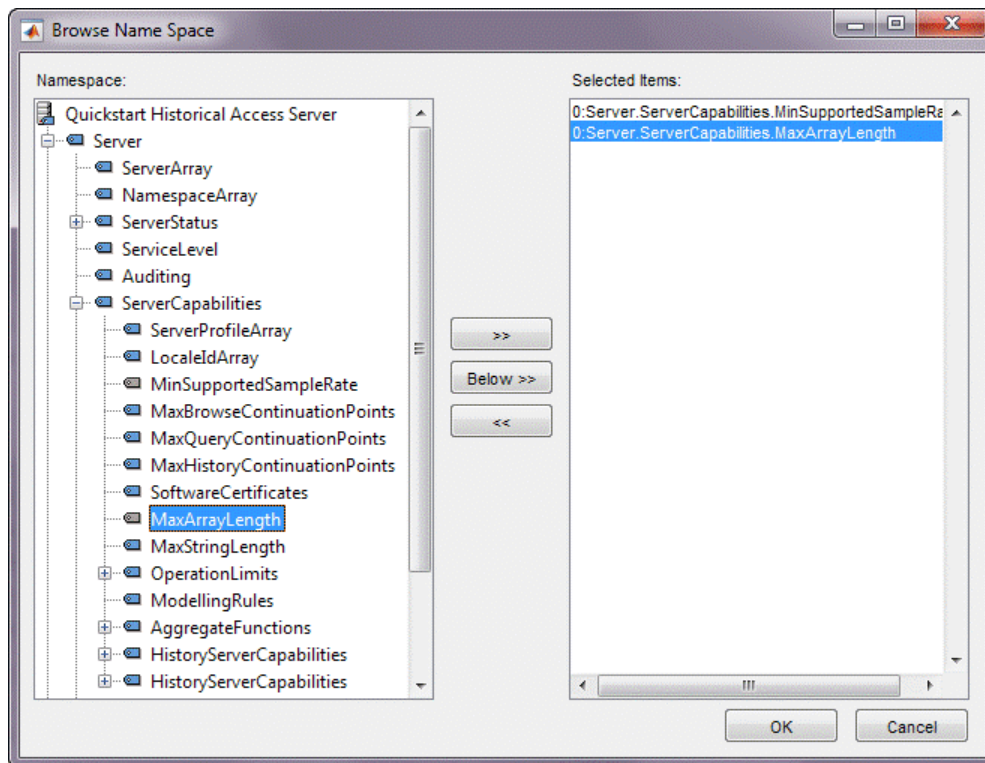 Browse Name Space
Namespace:
Quickstart Historical Access Server
Server
ServerArray
NamespaceArray
ServerStatus
ServiceLevel
Auditing
ServerCapabilities
ServerProfileArray
LocaleIdArray
MinSupportedSampleRate
MaxBrowseContinuationPoints
MaxQueryContinuationPoints
MaxHistoryContinuationPoints
SoftwareCertificates
MaxArrayLength
MaxStringLength
OperationLimits
ModellingRules
AggregateFunctions
HistoryServerCapabilities
HistoryServerCapabilities
>>
Below >>
<<
Selected Items:
0:Server.ServerCapabilities.MinSupportedSampleRa
0:Server.ServerCapabilities.MaxArrayLength
OK
Cancel